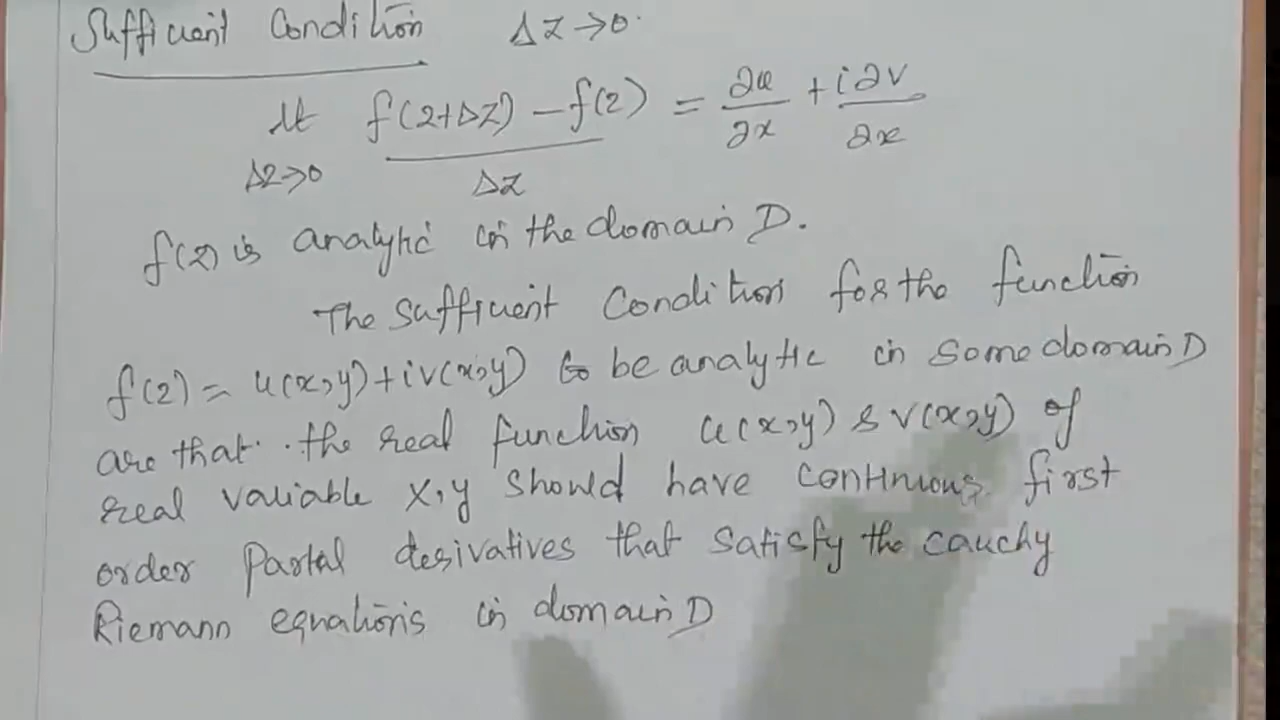 Sufficient Condition Δz→0
lt f(z+Δz) - f(z) = ∂u/∂x + i∂v/∂x
Δz→0 Δz
f(z) is analytic in the domain D.
The Sufficient Condition for the function
f(z) = u(x,y)+iv(x,y) to be analytic in some domain D
are that the real function u(x,y) & v(x,y) of
real variable x,y should have continuous first
order Partial derivatives that satisfy the cauchy
Riemann equations in domain D